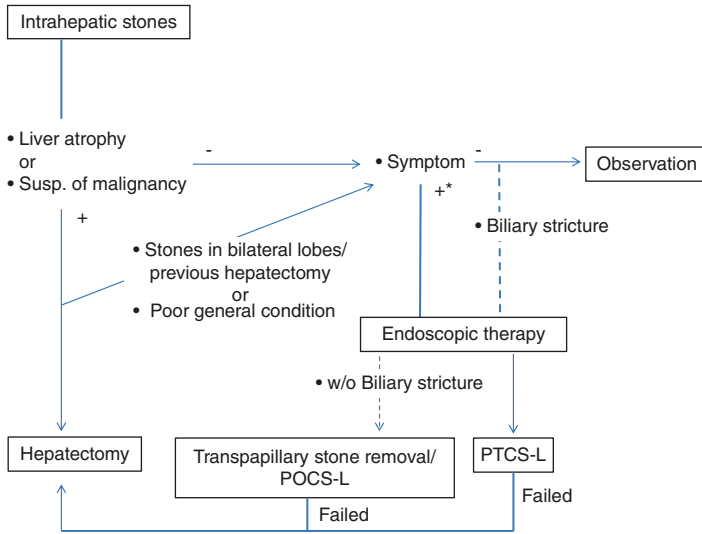 Intrahepatic stones
• Liver atrophy
or
• Susp. of malignancy
-
+
• Symptom
-
+*
Observation
• Biliary stricture
• Stones in bilateral lobes/
previous hepatectomy
or
• Poor general condition
Endoscopic therapy
• w/o Biliary stricture
Hepatectomy
Transpapillary stone removal/
POCS-L
PTCS-L
Failed
Failed